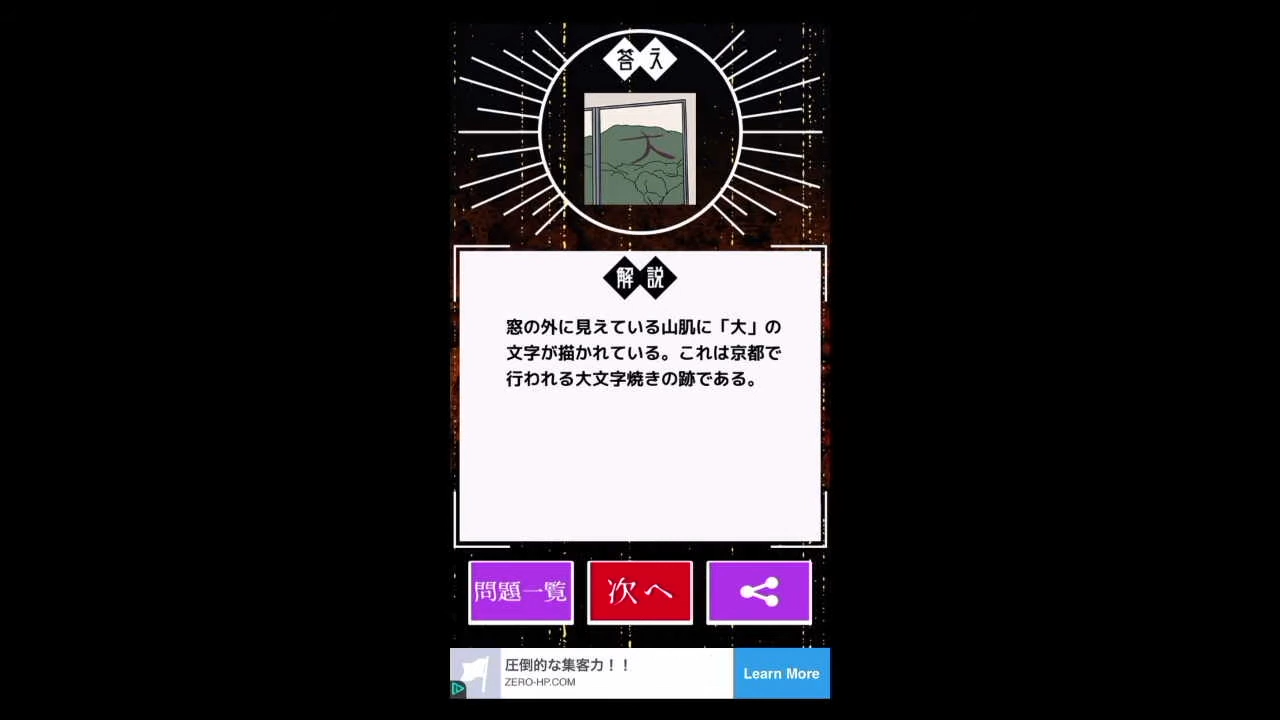 答え
大
解説
窓の外に見えている山肌に「大」の
文字が描かれている。これは京都で
行われる大文字焼きの跡である。
問題一覧
次へ
圧倒的な集客力！！
ZERO-HP.COM
Learn More